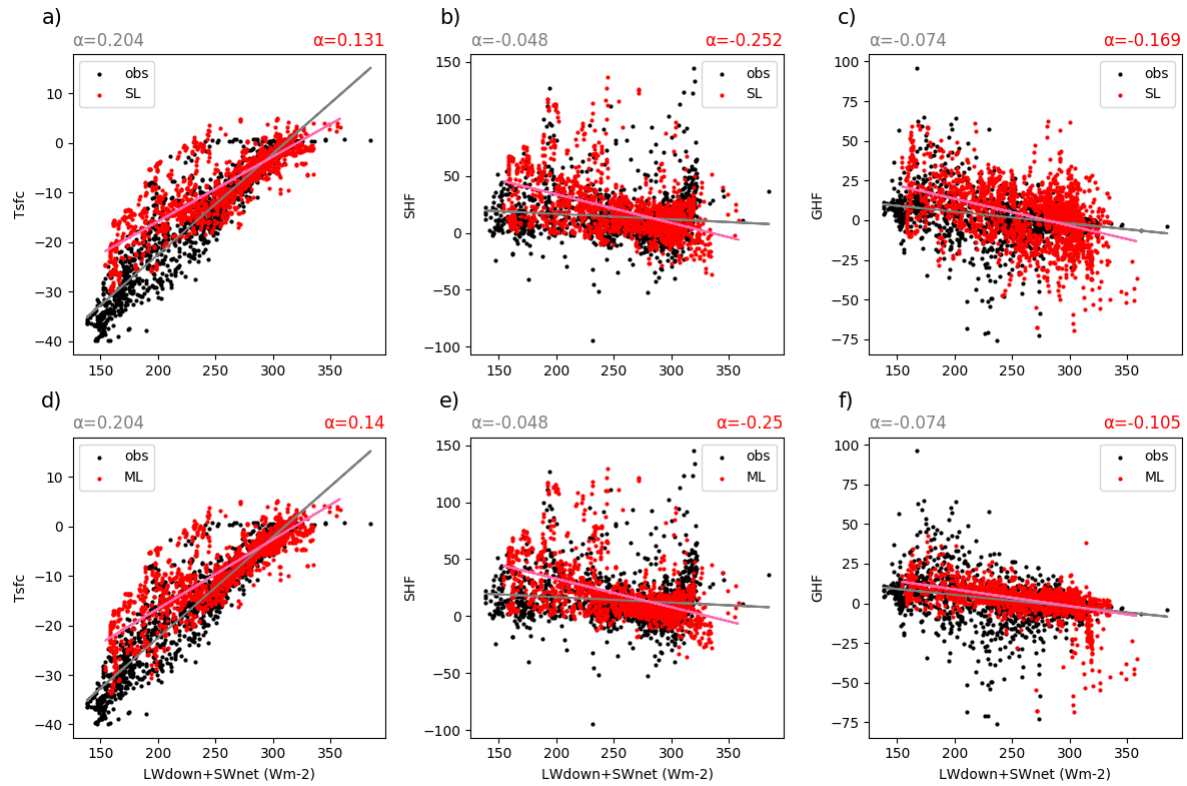 a)
α=0.204 α=0.131
obs
SL
Tsfc
10
0
−10
−20
−30
−40
150 200 250 300 350
b)
α=-0.048 α=-0.252
obs
SL
SHF
150
100
50
0
−50
−100
150 200 250 300 350
c)
α=-0.074 α=-0.169
obs
SL
GHF
100
75
50
25
0
−25
−50
−75
150 200 250 300 350
d)
α=0.204 α=0.14
obs
ML
Tsfc
10
0
−10
−20
−30
−40
150 200 250 300 350
LWdown+SWnet (Wm-2)
e)
α=-0.048 α=-0.25
obs
ML
SHF
150
100
50
0
−50
−100
150 200 250 300 350
LWdown+SWnet (Wm-2)
f)
α=-0.074 α=-0.105
obs
ML
GHF
100
75
50
25
0
−25
−50
−75
150 200 250 300 350
LWdown+SWnet (Wm-2)